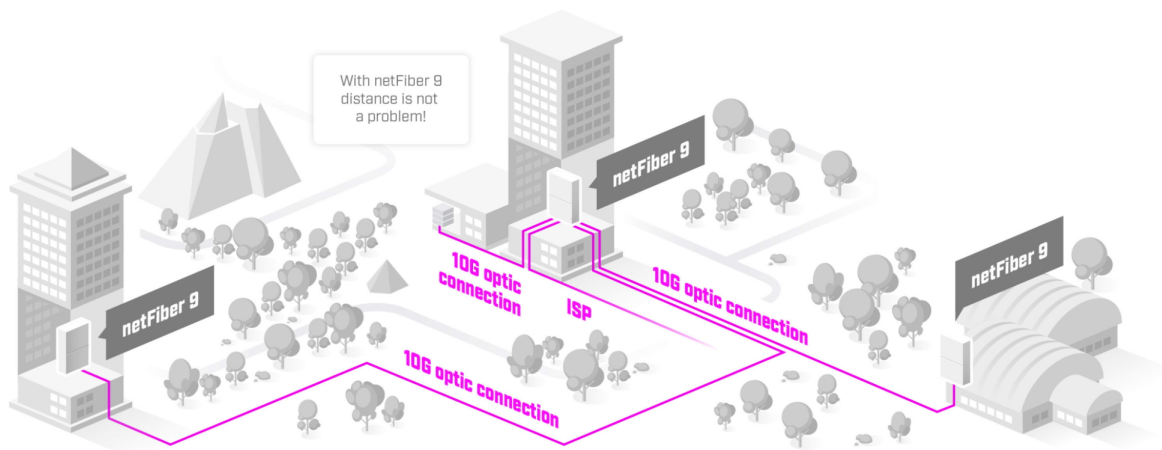 With netFiber 9
distance is not
a problem!
netFiber 9
netFiber 9
netFiber 9
10G optic
connection
ISP
10G optic connection
10G optic connection